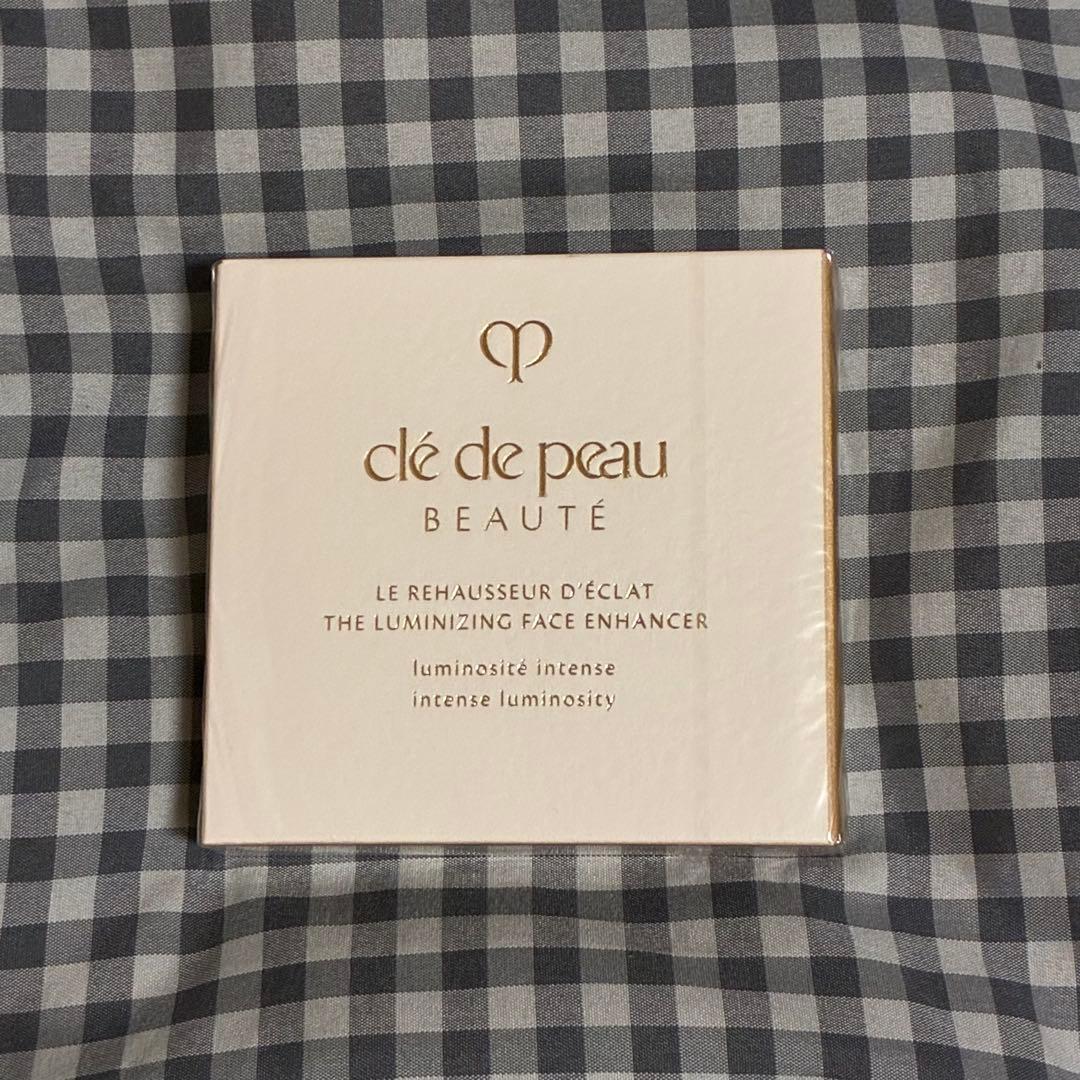 clé de peau
BEAUTÉ
LE REHAUSSEUR D'ÉCLAT
THE LUMINIZING FACE ENHANCER
luminosité intense
intense luminosity